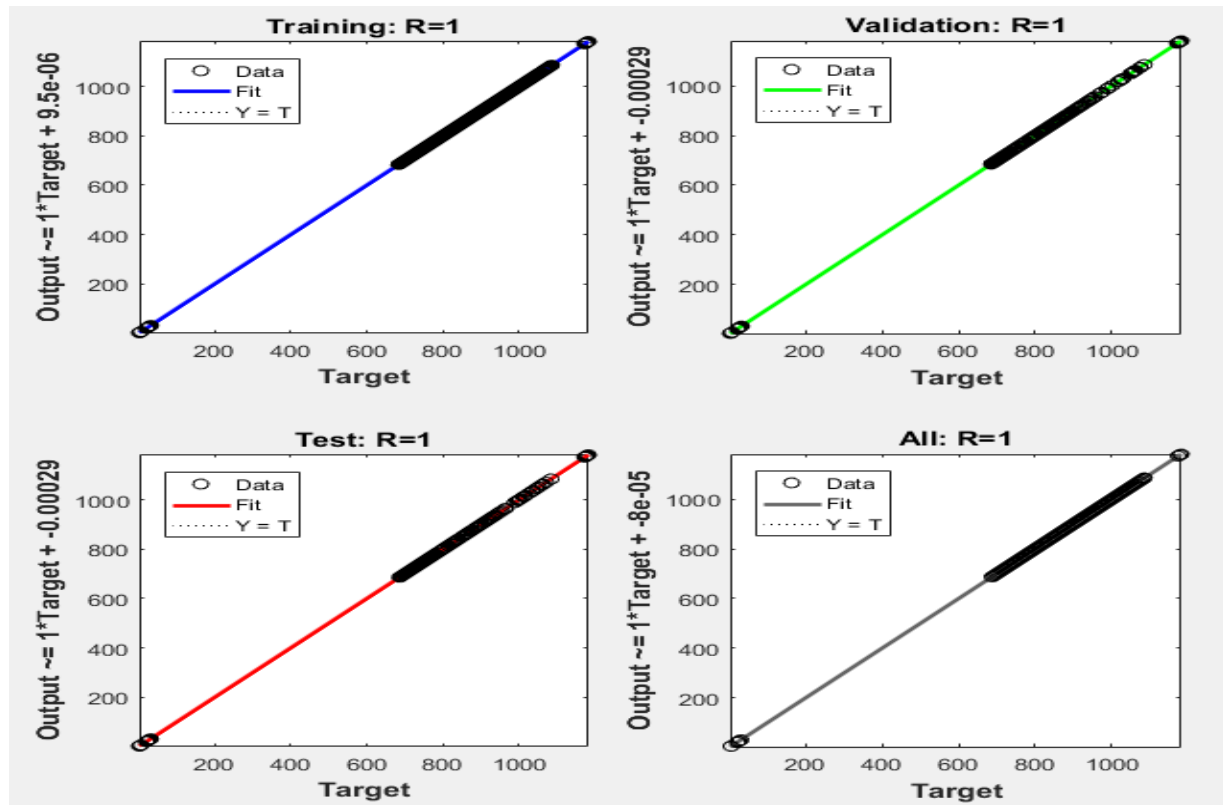 Training: R=1
Output ~= 1*Target + 9.5e-06
Data
Fit
Y = T
1000
800
600
400
200
200 400 600 800 1000
Target
Validation: R=1
Output ~= 1*Target + -0.00029
Data
Fit
Y = T
1000
800
600
400
200
200 400 600 800 1000
Target
Test: R=1
Output ~= 1*Target + -0.00029
Data
Fit
Y = T
1000
800
600
400
200
200 400 600 800 1000
Target
All: R=1
Output ~= 1*Target + -8e-05
Data
Fit
Y = T
1000
800
600
400
200
200 400 600 800 1000
Target